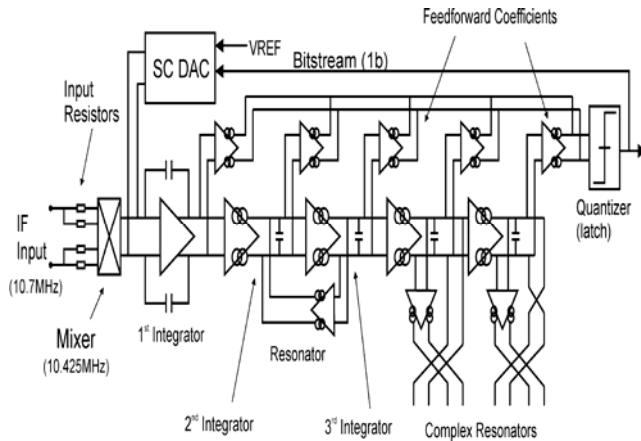 Feedforward Coefficients
VREF
SC DAC
Bitstream (1b)
Input
Resistors
IF
Input
(10.7MHz)
Quantizer
(latch)
Mixer
(10.425MHz)
1st Integrator
Resonator
2nd Integrator
3rd Integrator
Complex Resonators